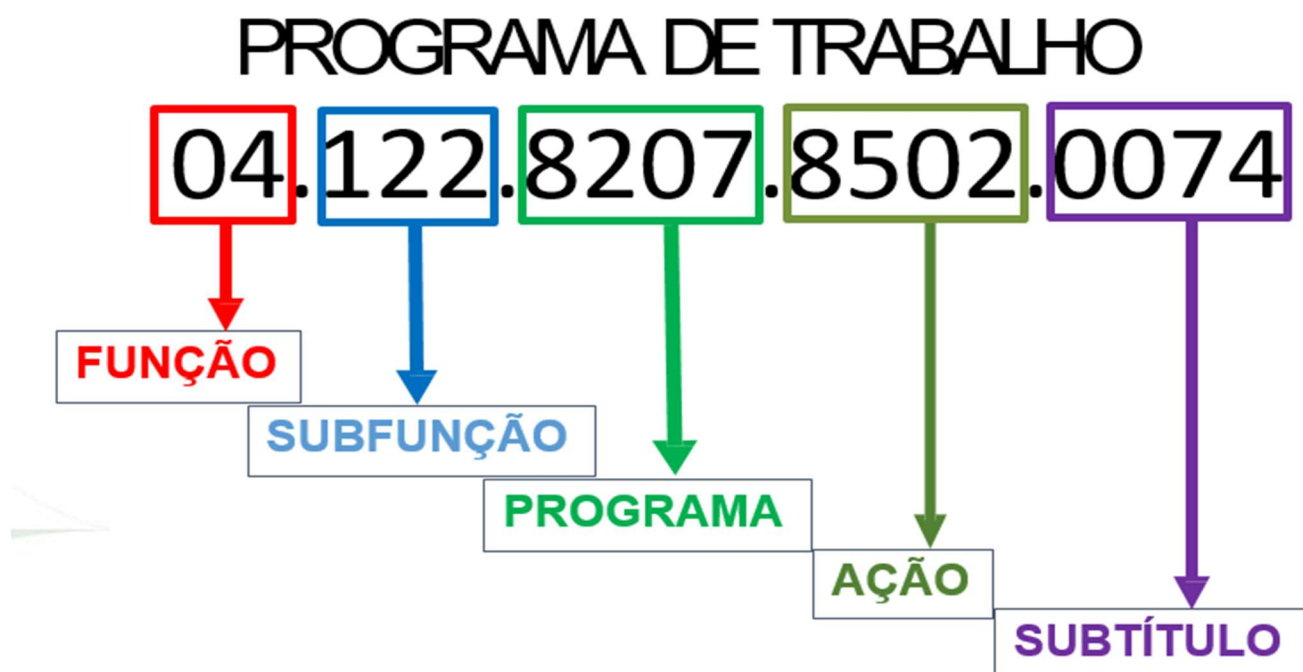 PROGRAMA DE TRABALHO
04.122.8207.8502.0074
FUNÇÃO
SUBFUNÇÃO
PROGRAMA
AÇÃO
SUBTÍTULO